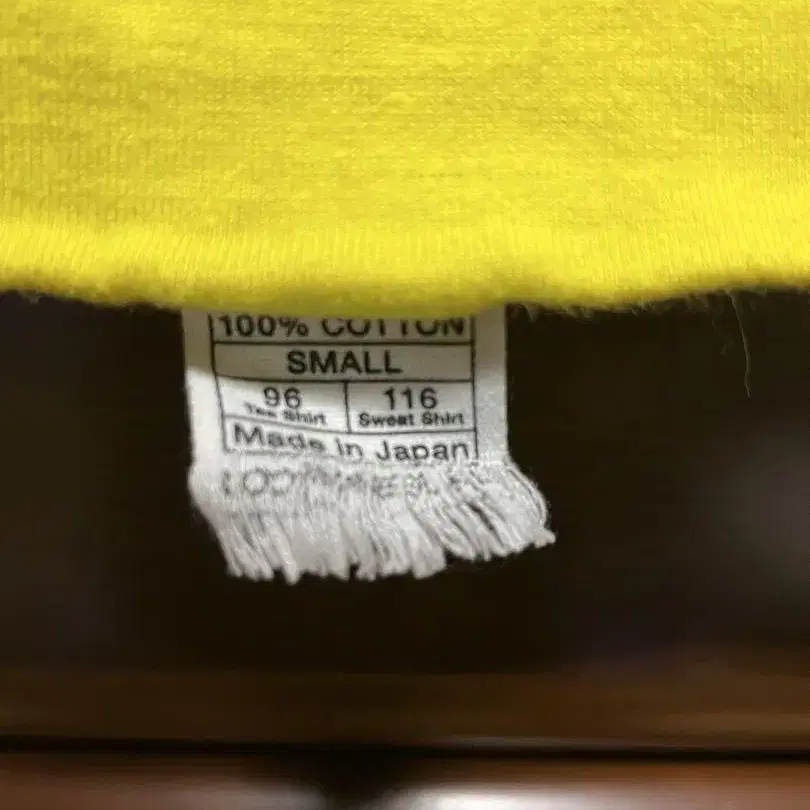 100% COTTON
SMALL
96 116
Tee Shirt Sweat Shirt
Made in Japan